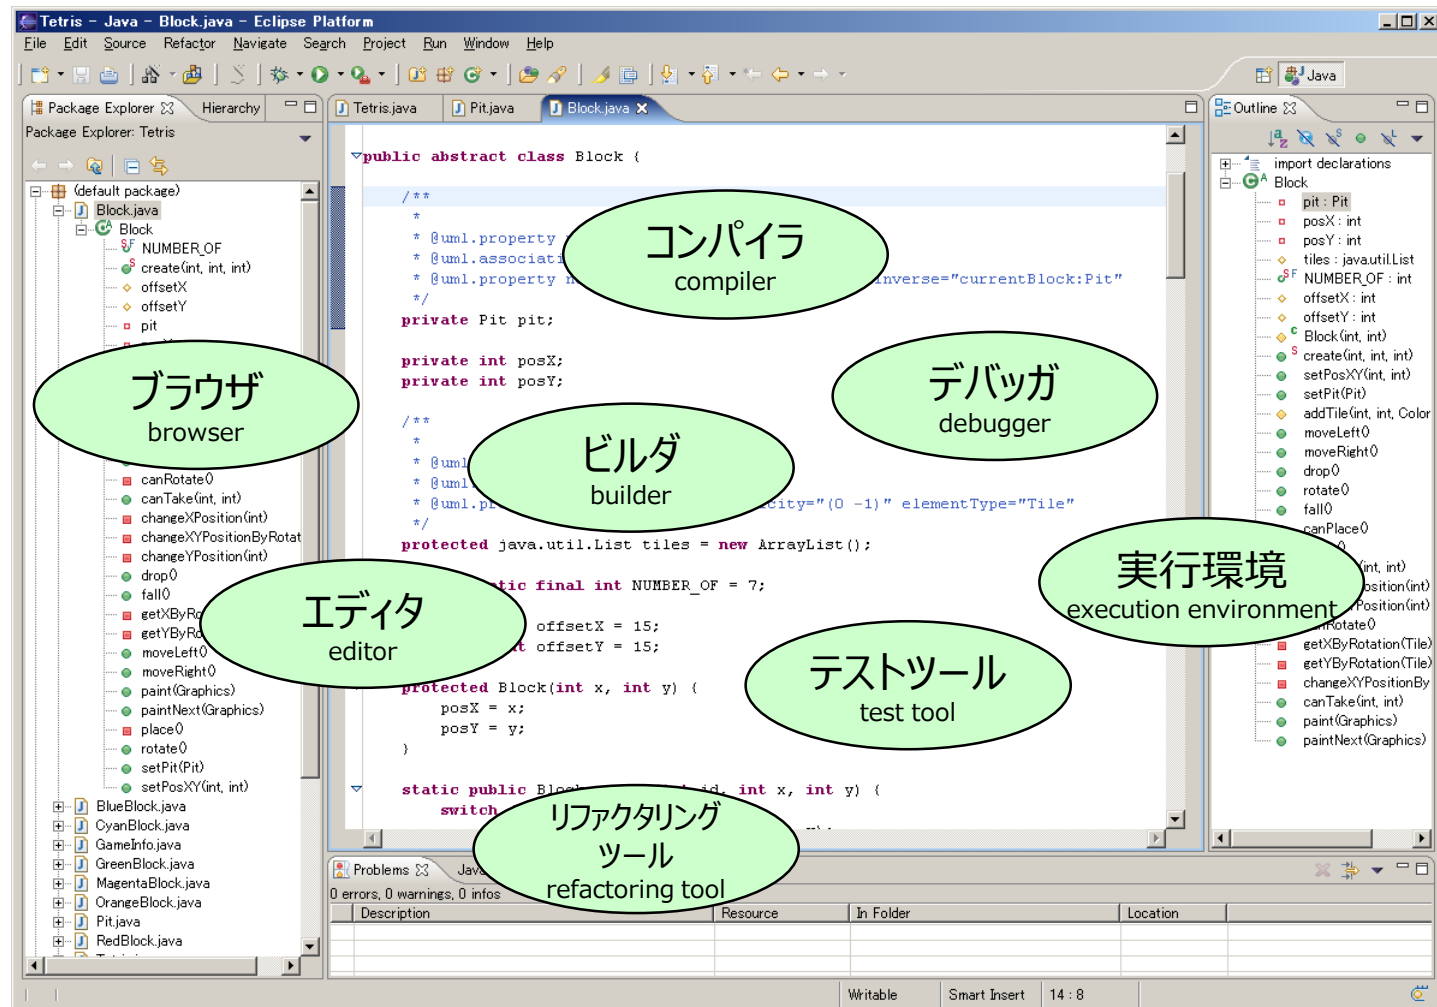 Tetris - Java - Block.java - Eclipse Platform
File Edit Source Refactor Navigate Search Project Run Window Help
Java
Package Explorer Hierarchy
Package Explorer: Tetris
(default package)
Block.java
Block
NUMBER_OF
create(int, int, int)
offsetX
offsetY
pit
canRotate()
canTake(int, int)
changeXPosition(int)
changeXYPositionByRotat
changeYPosition(int)
drop()
fall()
getXByRo
getYByRo
moveLeft()
moveRight()
paint(Graphics)
paintNext(Graphics)
place()
rotate()
setPit(Pit)
setPosXY(int, int)
BlueBlock.java
CyanBlock.java
GameInfo.java
GreenBlock.java
MagentaBlock.java
OrangeBlock.java
Pit.java
RedBlock.java
Tetris.java Pit.java Block.java
public abstract class Block {
/**
*
* @uml.property
* @uml.associati
* @uml.property n inverse="currentBlock:Pit"
*/
private Pit pit;
private int posX;
private int posY;
/**
*
* @uml
* @uml.
* @uml.p icity="(0 -1)" elementType="Tile"
*/
protected java.util.List tiles = new ArrayList();
tic final int NUMBER_OF = 7;
offsetX = 15;
t offsetY = 15;
protected Block(int x, int y) {
posX = x;
posY = y;
}
static public Block id, int x, int y) {
switch
コンパイラ
compiler
ブラウザ
browser
デバッガ
debugger
ビルダ
builder
エディタ
editor
実行環境
execution environment
テストツール
test tool
リファクタリング
ツール
refactoring tool
Outline
import declarations
Block
pit : Pit
posX : int
posY : int
tiles : java.util.List
NUMBER_OF : int
offsetX : int
offsetY : int
Block(int, int)
create(int, int, int)
setPosXY(int, int)
setPit(Pit)
addTile(int, int, Color
moveLeft()
moveRight()
drop()
rotate()
fall()
canPlace()
int, int)
Position(int)
Position(int)
nRotate()
getXByRotation(Tile)
getYByRotation(Tile)
changeXYPositionBy
canTake(int, int)
paint(Graphics)
paintNext(Graphics)
Problems Java
0 errors, 0 warnings, 0 infos
Description Resource In Folder Location
Writable Smart Insert 14 : 8